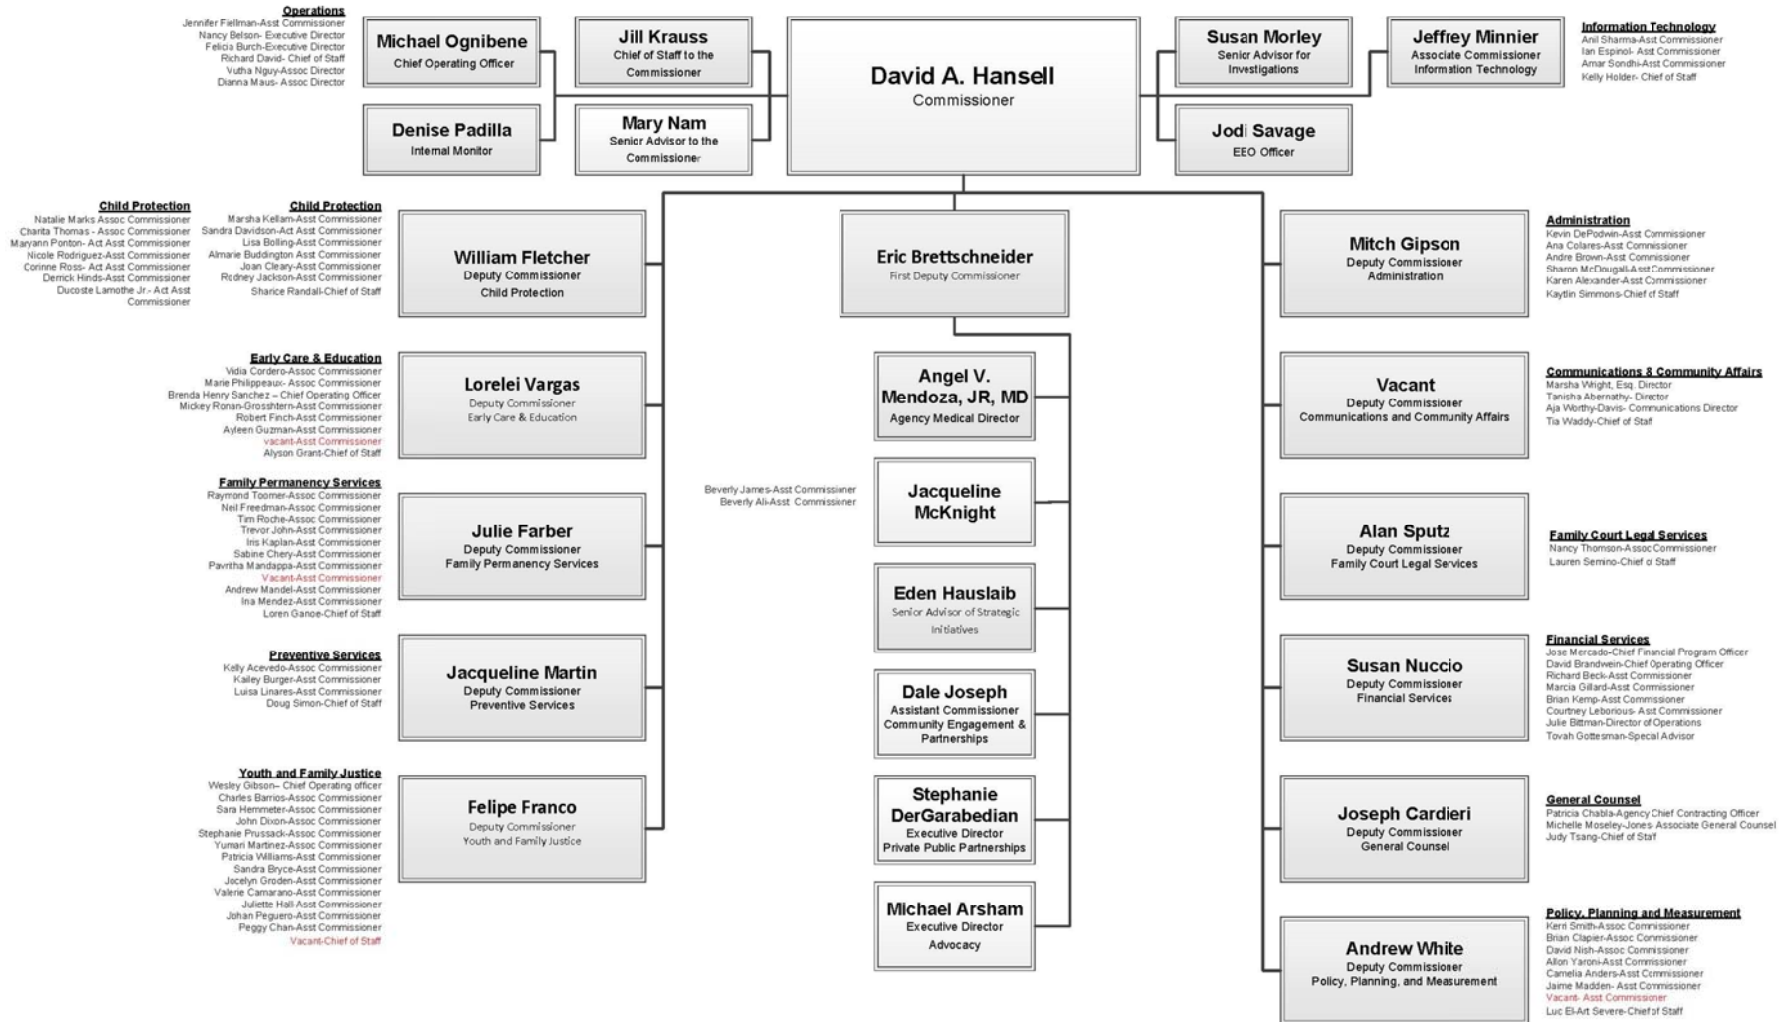 Operations
Jennifer Fiellman-Asst Commissioner
Nancy Belson- Executive Director
Felicia Burch-Executive Director
Richard David- Chief of Staff
Vutha Nguy-Assoc Director
Dianna Maus- Assoc Director
Michael Ognibene
Chief Operating Officer
Jill Krauss
Chief of Staff to the
Commissioner
David A. Hansell
Commissioner
Susan Morley
Senior Advisor for
Investigations
Jeffrey Minnier
Associate Commissioner
Information Technology
Information Technology
Anil Sharma-Asst Commissioner
Ian Espinol- Asst Commissioner
Amar Sondhi-Asst Commissioner
Kelly Holder- Chief of Staff
Denise Padilla
Internal Monitor
Mary Nam
Senior Advisor to the
Commissioner
Jodi Savage
EEO Officer
Child Protection
Natalie Marks Assoc Commissioner
Charita Thomas - Assoc Commissioner
Maryann Ponton- Act Asst Commissioner
Nicole Rodriguez-Asst Commissioner
Corinne Ross- Act Asst Commissioner
Derrick Hinds-Asst Commissioner
Ducoste Lamothe Jr.- Act Asst
Commissioner
Child Protection
Marsha Kellam-Asst Commissioner
Sandra Davidson-Act Asst Commissioner
Lisa Bolling-Asst Commissioner
Almarie Buddington Asst Commissioner
Joan Cleary-Asst Commissioner
Rodney Jackson-Asst Commissioner
Sharice Randall-Chief of Staff
William Fletcher
Deputy Commissioner
Child Protection
Eric Brettschneider
First Deputy Commissioner
Mitch Gipson
Deputy Commissioner
Administration
Administration
Kevin DePodwin-Asst Commissioner
Ana Colares-Asst Commissioner
Andre Brown-Asst Commissioner
Sharon McDougall-Asst Commissioner
Karen Alexander-Asst Commissioner
Kaytlin Simmons-Chief of Staff
Early Care & Education
Vidia Cordero-Assoc Commissioner
Marie Philippeaux- Assoc Commissioner
Brenda Henry Sanchez – Chief Operating Officer
Mickey Ronan-Grosshtern-Asst Commissioner
Robert Finch-Asst Commissioner
Ayleen Guzman-Asst Commissioner
vacant-Asst Commissioner
Alyson Grant-Chief of Staff
Lorelei Vargas
Deputy Commissioner
Early Care & Education
Angel V.
Mendoza, JR, MD
Agency Medical Director
Vacant
Deputy Commissioner
Communications and Community Affairs
Communications & Community Affairs
Marsha Wright, Esq. Director
Tanisha Abernathy- Director
Aja Worthy-Davis- Communications Director
Tia Waddy-Chief of Staff
Family Permanency Services
Raymond Toomer-Assoc Commissioner
Neil Freedman-Assoc Commissioner
Tim Roche-Assoc Commissioner
Trevor John-Asst Commissioner
Iris Kaplan-Asst Commissioner
Sabine Chery-Asst Commissioner
Pavritha Mandappa-Asst Commissioner
Vacant-Asst Commissioner
Andrew Mandel-Asst Commissioner
Ina Mendez-Asst Commissioner
Loren Ganoe-Chief of Staff
Julie Farber
Deputy Commissioner
Family Permanency Services
Beverly James-Asst Commissioner
Beverly Ali-Asst Commissioner
Jacqueline
McKnight
Alan Sputz
Deputy Commissioner
Family Court Legal Services
Family Court Legal Services
Nancy Thomson-Assoc Commissioner
Lauren Semino-Chief of Staff
Eden Hauslaib
Senior Advisor of Strategic
Initiatives
Preventive Services
Kelly Acevedo-Assoc Commissioner
Kailey Burger-Asst Commissioner
Luisa Linares-Asst Commissioner
Doug Simon-Chief of Staff
Jacqueline Martin
Deputy Commissioner
Preventive Services
Dale Joseph
Assistant Commissioner
Community Engagement &
Partnerships
Susan Nuccio
Deputy Commissioner
Financial Services
Financial Services
Jose Mercado-Chief Financial Program Officer
David Brandwein-Chief Operating Officer
Richard Beck-Asst Commissioner
Marcia Gillard-Asst Commissioner
Brian Kemp-Asst Commissioner
Courtney Leborious- Asst Commissioner
Julie Bittman-Director of Operations
Tovah Gottesman-Special Advisor
Youth and Family Justice
Wesley Gibson– Chief Operating officer
Charles Barrios-Assoc Commissioner
Sara Hemmeter-Assoc Commissioner
John Dixon-Assoc Commissioner
Stephanie Prussack-Assoc Commissioner
Yumari Martinez-Assoc Commissioner
Patricia Williams-Asst Commissioner
Sandra Bryce-Asst Commissioner
Jocelyn Groden-Asst Commissioner
Valerie Camarano-Asst Commissioner
Juliette Hall-Asst Commissioner
Johan Peguero-Asst Commissioner
Peggy Chan-Asst Commissioner
Vacant-Chief of Staff
Felipe Franco
Deputy Commissioner
Youth and Family Justice
Stephanie
DerGarabedian
Executive Director
Private Public Partnerships
Joseph Cardieri
Deputy Commissioner
General Counsel
General Counsel
Patricia Chabla-Agency Chief Contracting Officer
Michelle Moseley-Jones Associate General Counsel
Judy Tsang-Chief of Staff
Michael Arsham
Executive Director
Advocacy
Andrew White
Deputy Commissioner
Policy, Planning, and Measurement
Policy, Planning and Measurement
Kerri Smith-Assoc Commissioner
Brian Clapier-Assoc Commissioner
David Nish-Assoc Commissioner
Allon Yaroni-Asst Commissioner
Camelia Anders-Asst Commissioner
Jaime Madden- Asst Commissioner
Vacant- Asst Commissioner
Luc El-Art Severe-Chief of Staff